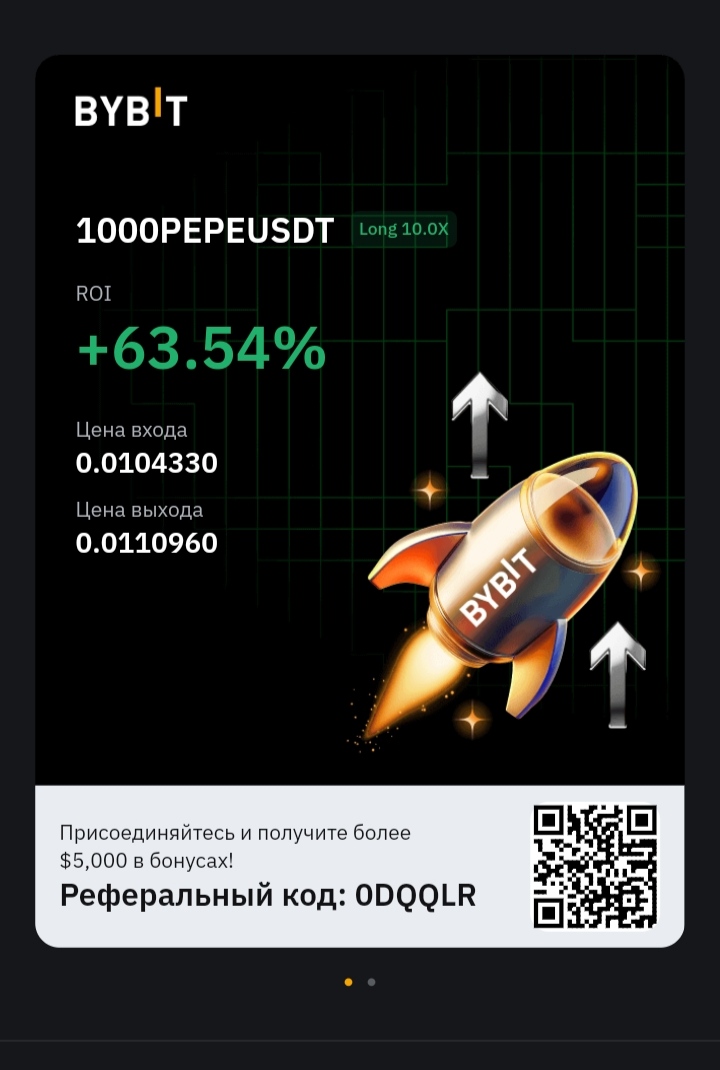 BYBIT
1000PEPEUSDT Long 10.0X
ROI
+63.54%
Цена входа
0.0104330
Цена выхода
0.0110960
BYBIT
Присоединяйтесь и получите более
$5,000 в бонусах!
Реферальный код: 0DQQLR